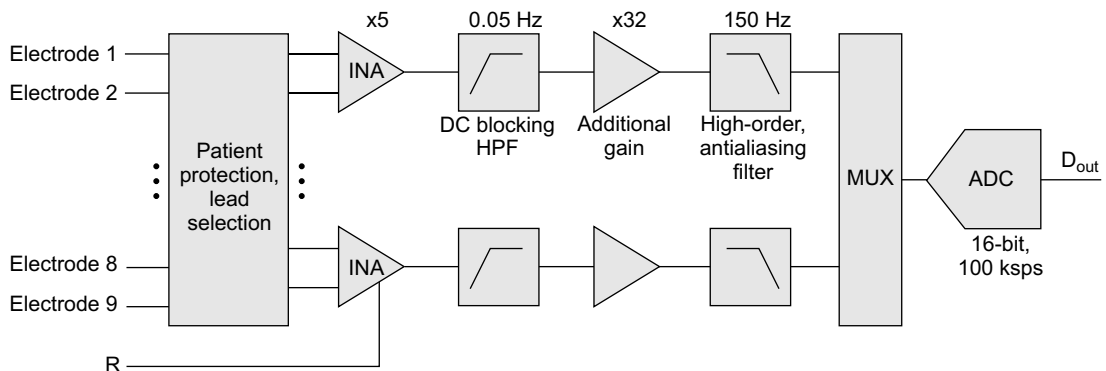 x5
0.05 Hz
x32
150 Hz
Electrode 1
Electrode 2
INA
DC blocking
HPF
Additional
gain
High-order,
antialiasing
filter
Patient
protection,
lead
selection
MUX
ADC
D_out
16-bit,
100 ksps
Electrode 8
Electrode 9
INA
R